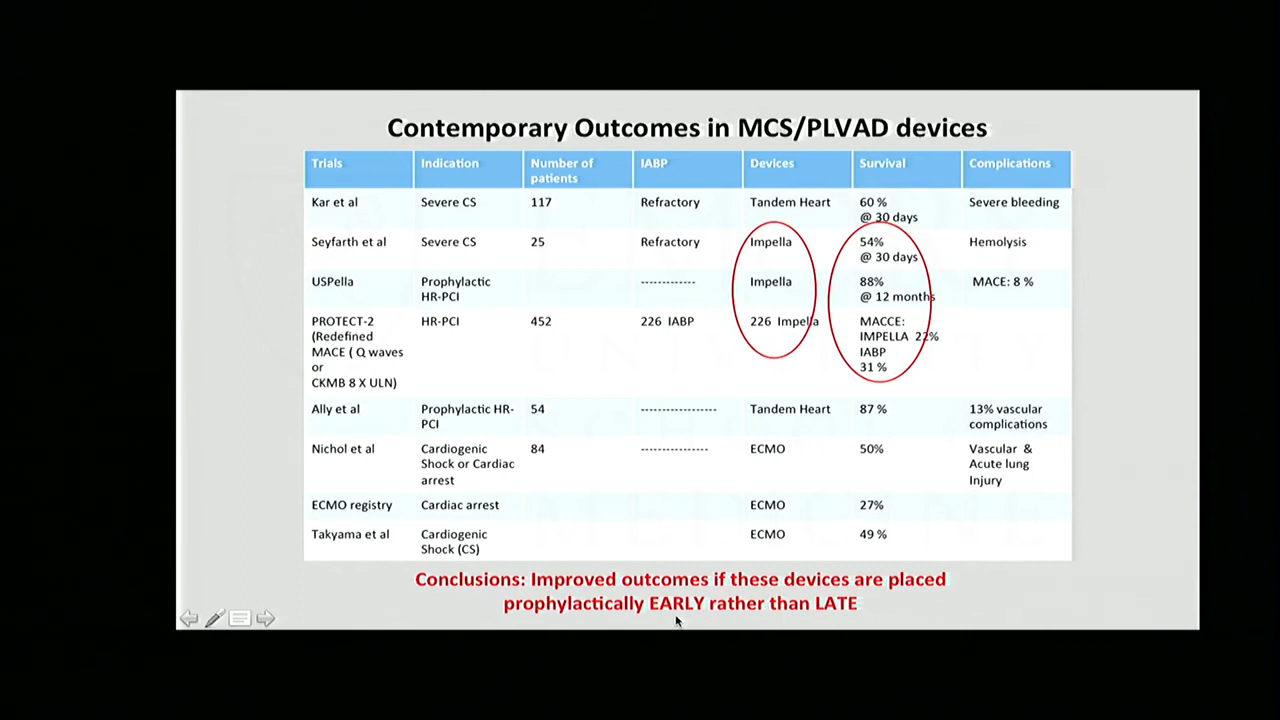 Contemporary Outcomes in MCS/PLVAD devices
Trials Indication Number of patients IABP Devices Survival Complications
Kar et al Severe CS 117 Refractory Tandem Heart 60 % @ 30 days Severe bleeding
Seyfarth et al Severe CS 25 Refractory Impella 54% @ 30 days Hemolysis
USPella Prophylactic HR-PCI ------------ Impella 88% @ 12 months MACE: 8 %
PROTECT-2 (Redefined MACE ( Q waves or CKMB 8 X ULN) HR-PCI 452 226 IABP 226 Impella MACCE: IMPELLA 22% IABP 31 %
Ally et al Prophylactic HR-PCI 54 ----------------- Tandem Heart 87 % 13% vascular complications
Nichol et al Cardiogenic Shock or Cardiac arrest 84 --------------- ECMO 50% Vascular & Acute lung Injury
ECMO registry Cardiac arrest ECMO 27%
Takyama et al Cardiogenic Shock (CS) ECMO 49 %
Conclusions: Improved outcomes if these devices are placed
prophylactically EARLY rather than LATE